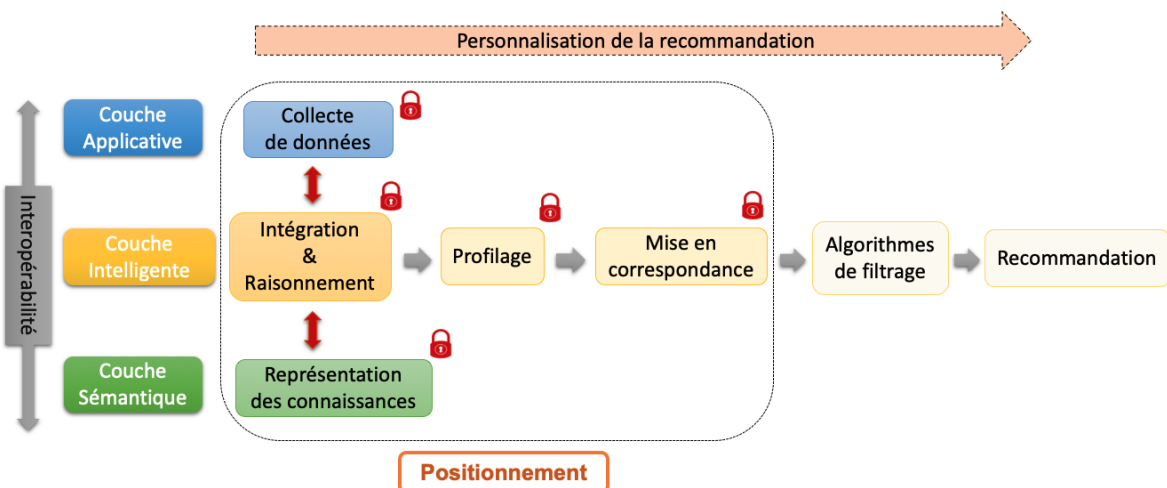 Personnalisation de la recommandation
Interopérabilité
Couche
Applicative
Collecte
de données
Couche
Intelligente
Intégration
&
Raisonnement
Profilage
Mise en
correspondance
Algorithmes
de filtrage
Recommandation
Couche
Sémantique
Représentation
des connaissances
Positionnement